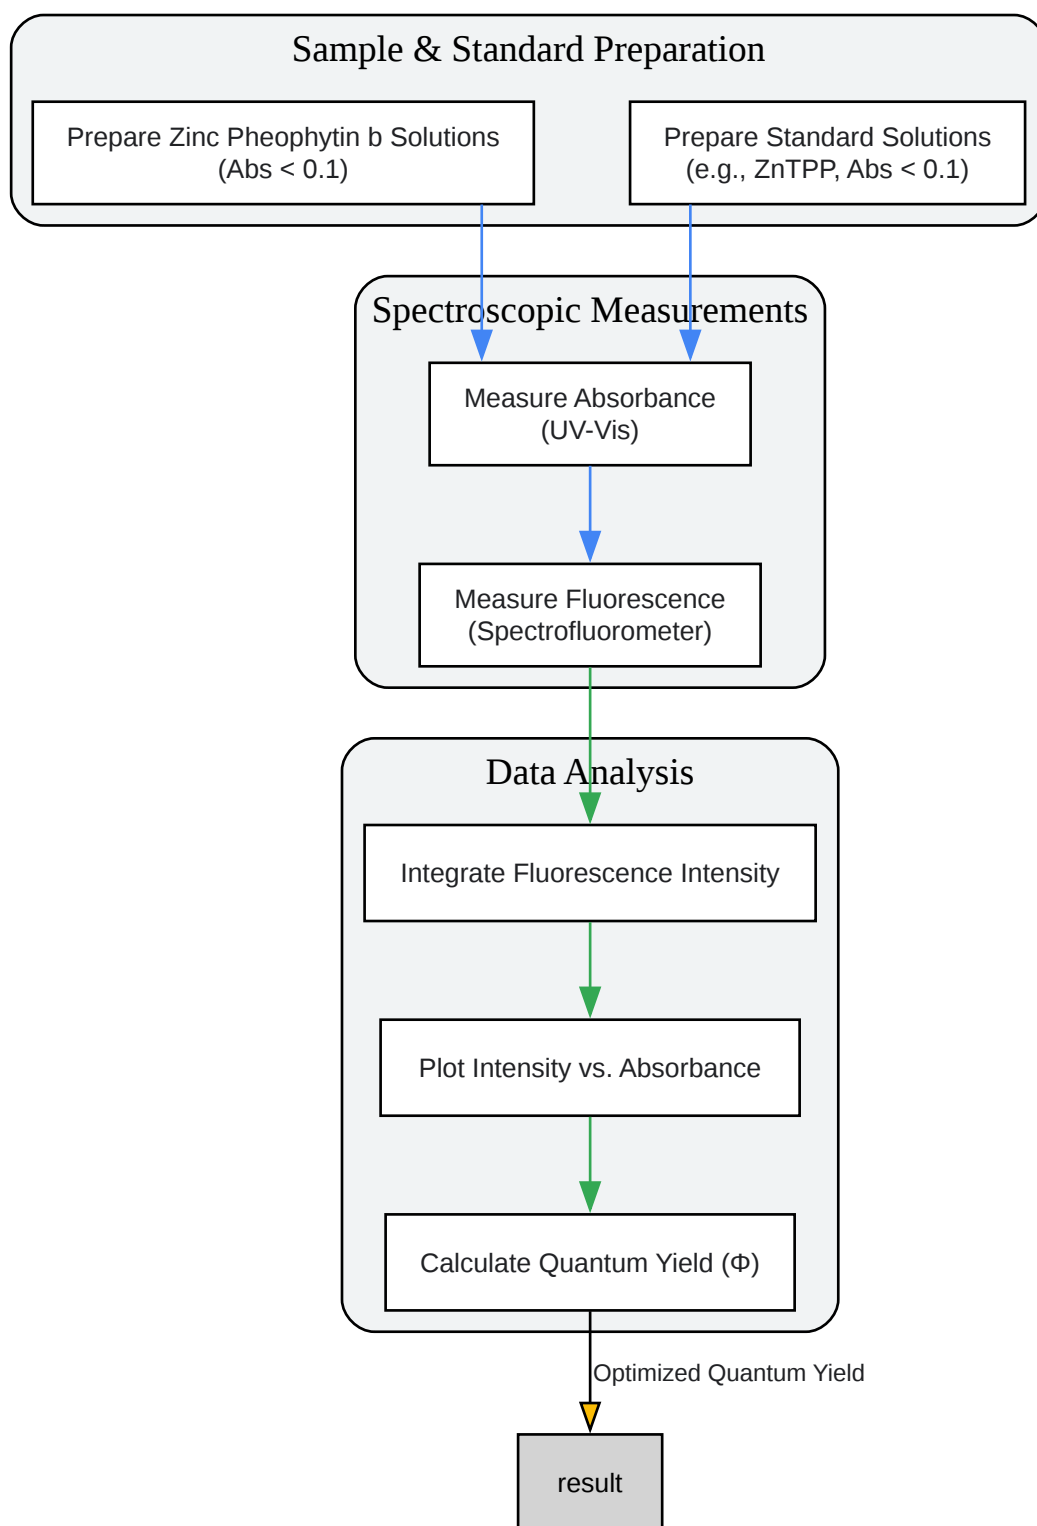 Sample & Standard Preparation
Prepare Zinc Pheophytin b Solutions
(Abs < 0.1)
Prepare Standard Solutions
(e.g., ZnTPP, Abs < 0.1)
Spectroscopic Measurements
Measure Absorbance
(UV-Vis)
Measure Fluorescence
(Spectrofluorometer)
Data Analysis
Integrate Fluorescence Intensity
Plot Intensity vs. Absorbance
Calculate Quantum Yield (Φ)
Optimized Quantum Yield
result